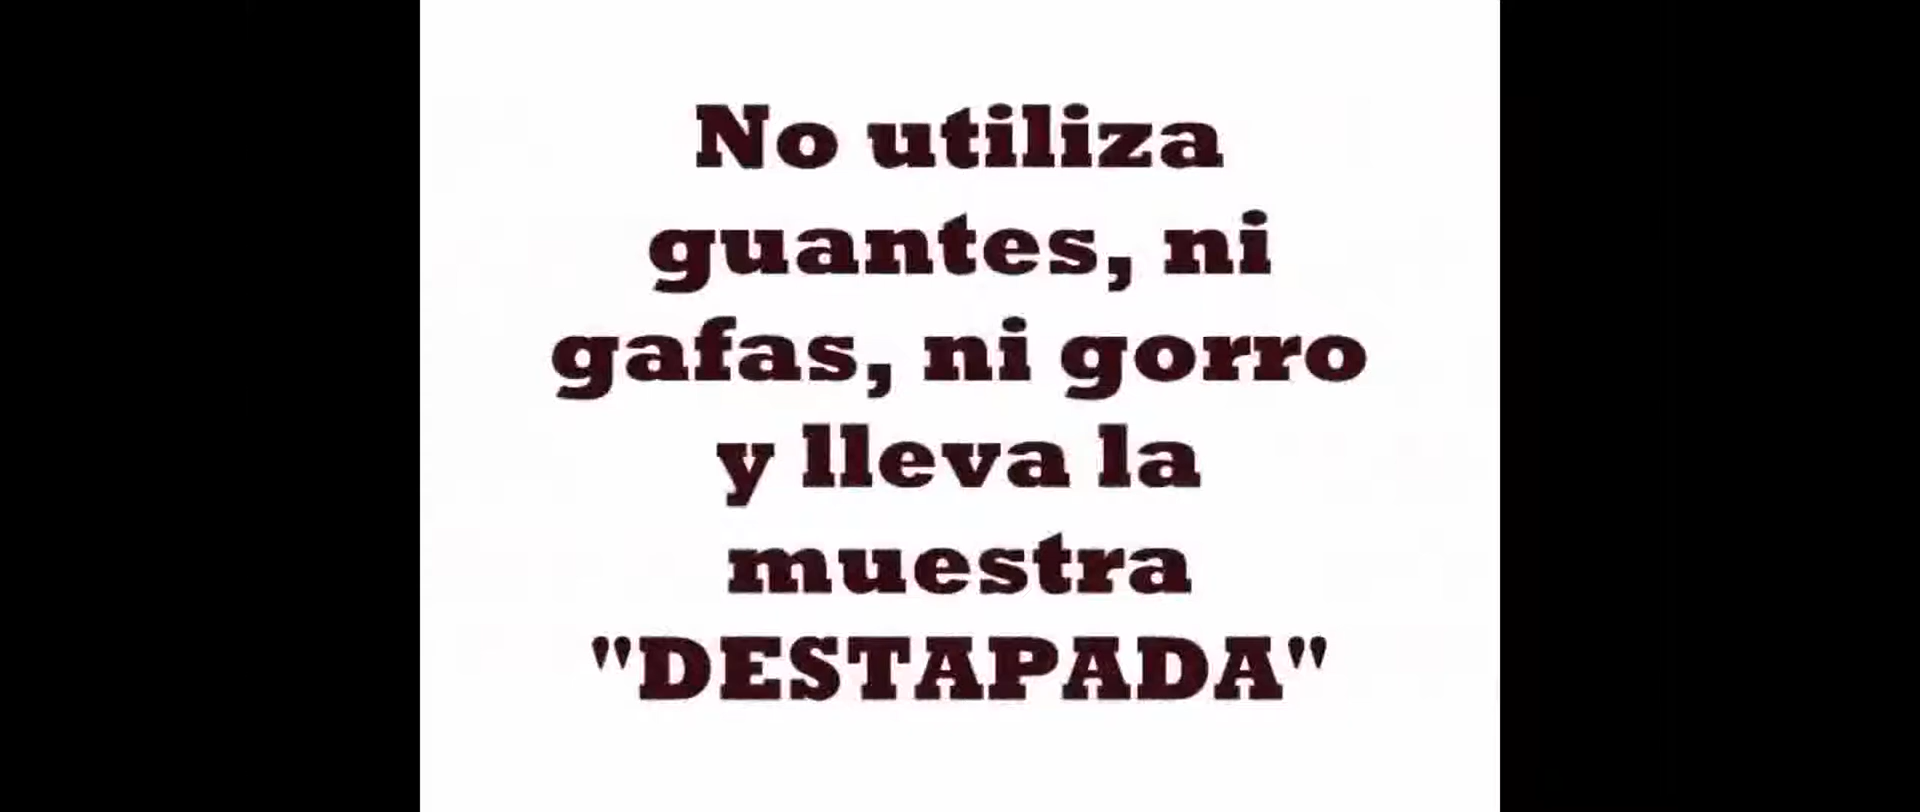 No utiliza
guantes, ni
gafas, ni gorro
y lleva la
muestra
"DESTAPADA"